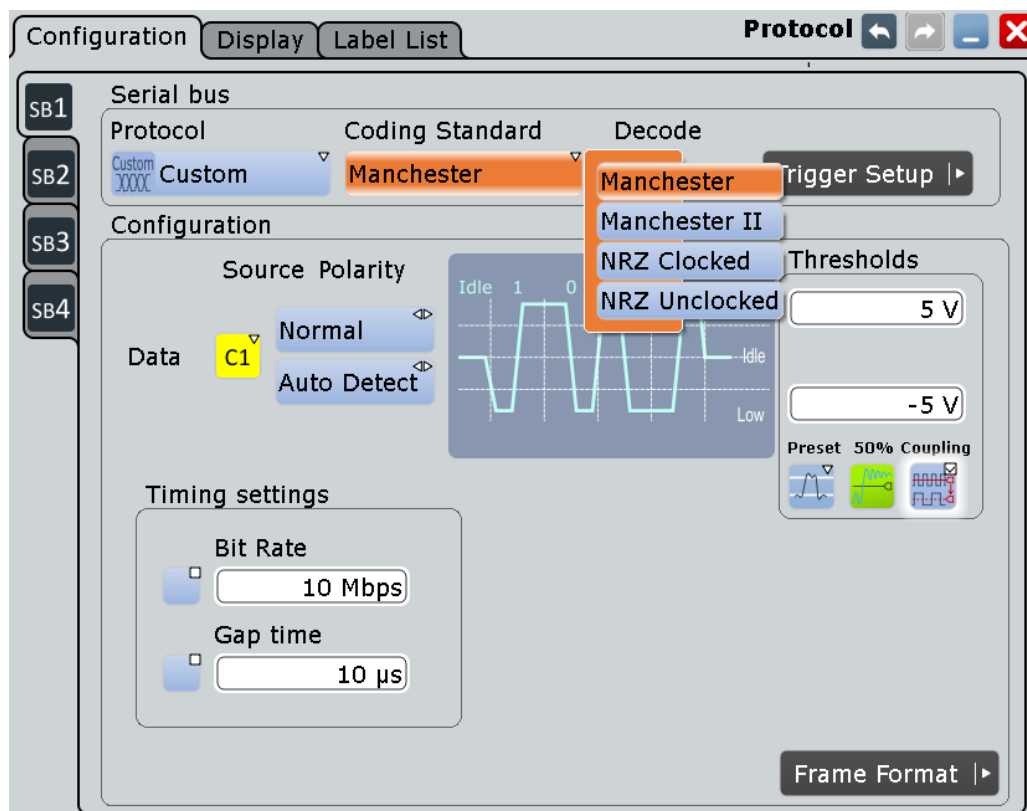 Configuration Display Label List Protocol
SB1
SB2
SB3
SB4
Serial bus
Protocol Coding Standard Decode
Custom XXXX Custom Manchester Trigger Setup
Manchester
Manchester II
NRZ Clocked
NRZ Unclocked
Configuration
Source Polarity Thresholds
Data C1 Normal
Auto Detect
Idle 1 0
Idle
Low
5 V
-5 V
Preset 50% Coupling
Timing settings
Bit Rate
10 Mbps
Gap time
10 µs
Frame Format